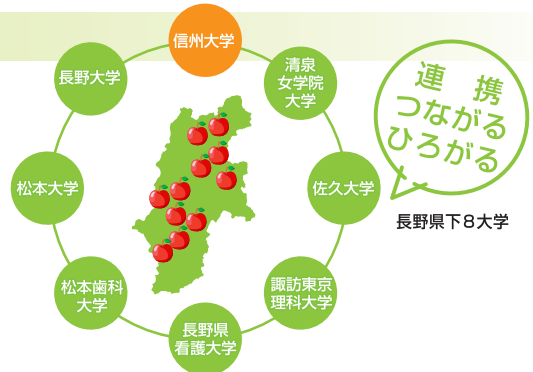 信州大学
清泉
女学院
大学
佐久大学
諏訪東京
理科大学
長野県
看護大学
松本歯科
大学
松本大学
長野大学
連 携
つながる
ひろがる
長野県下8大学